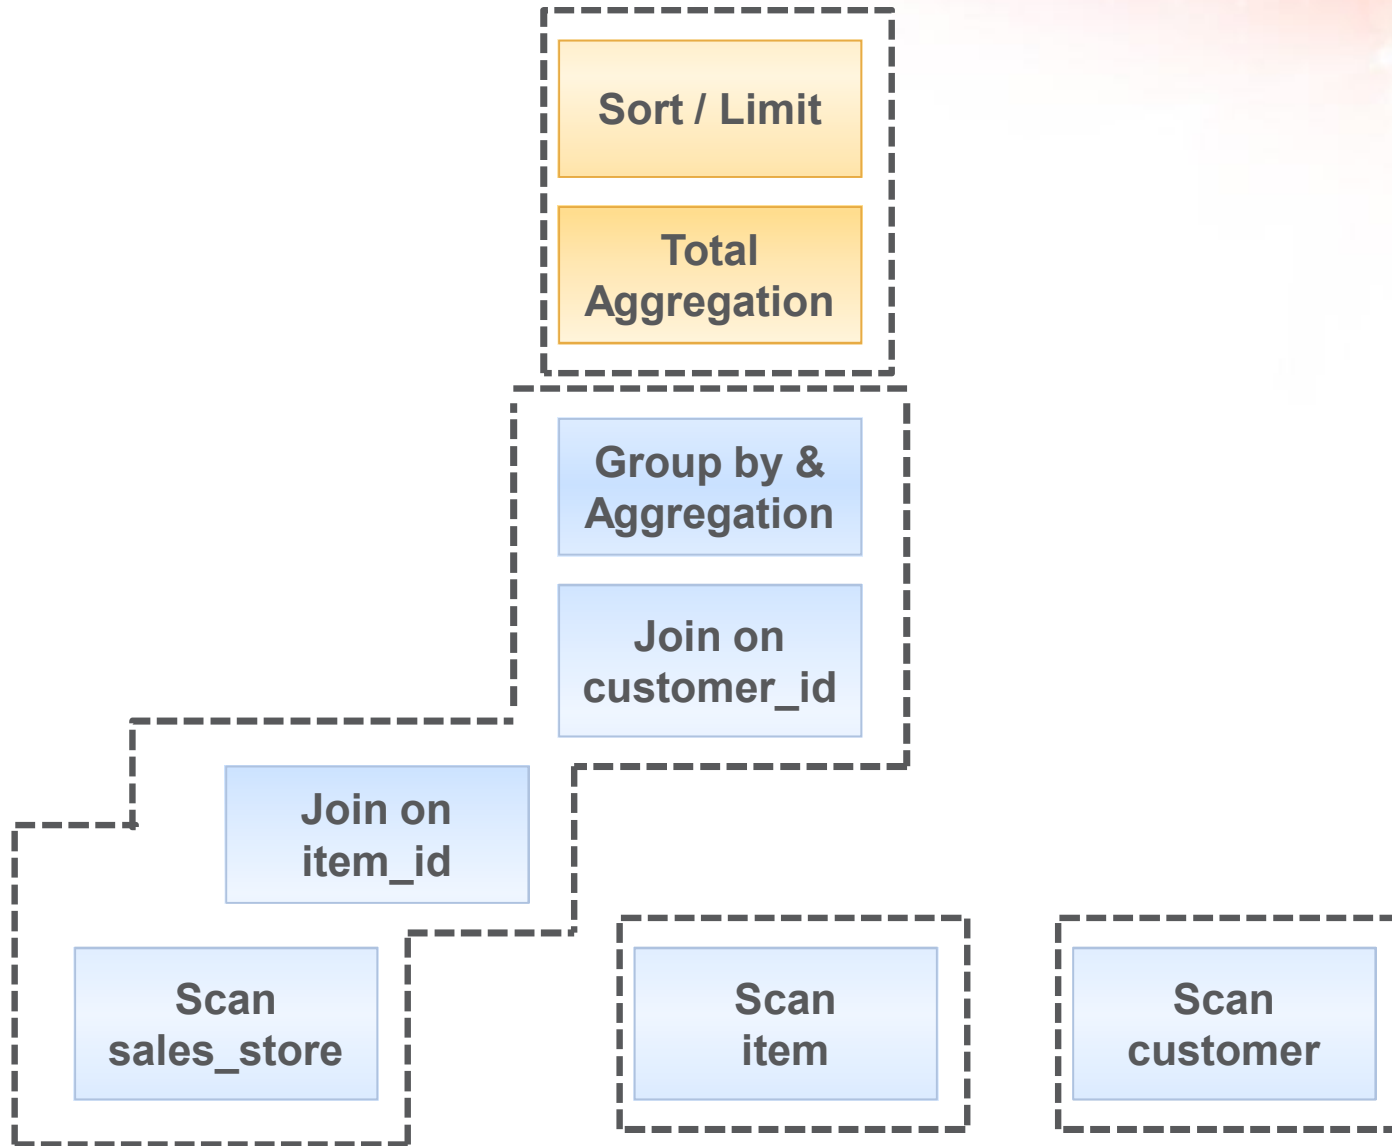 Sort / Limit
Total
Aggregation
Group by &
Aggregation
Join on
customer_id
Join on
item_id
Scan
sales_store
Scan
item
Scan
customer